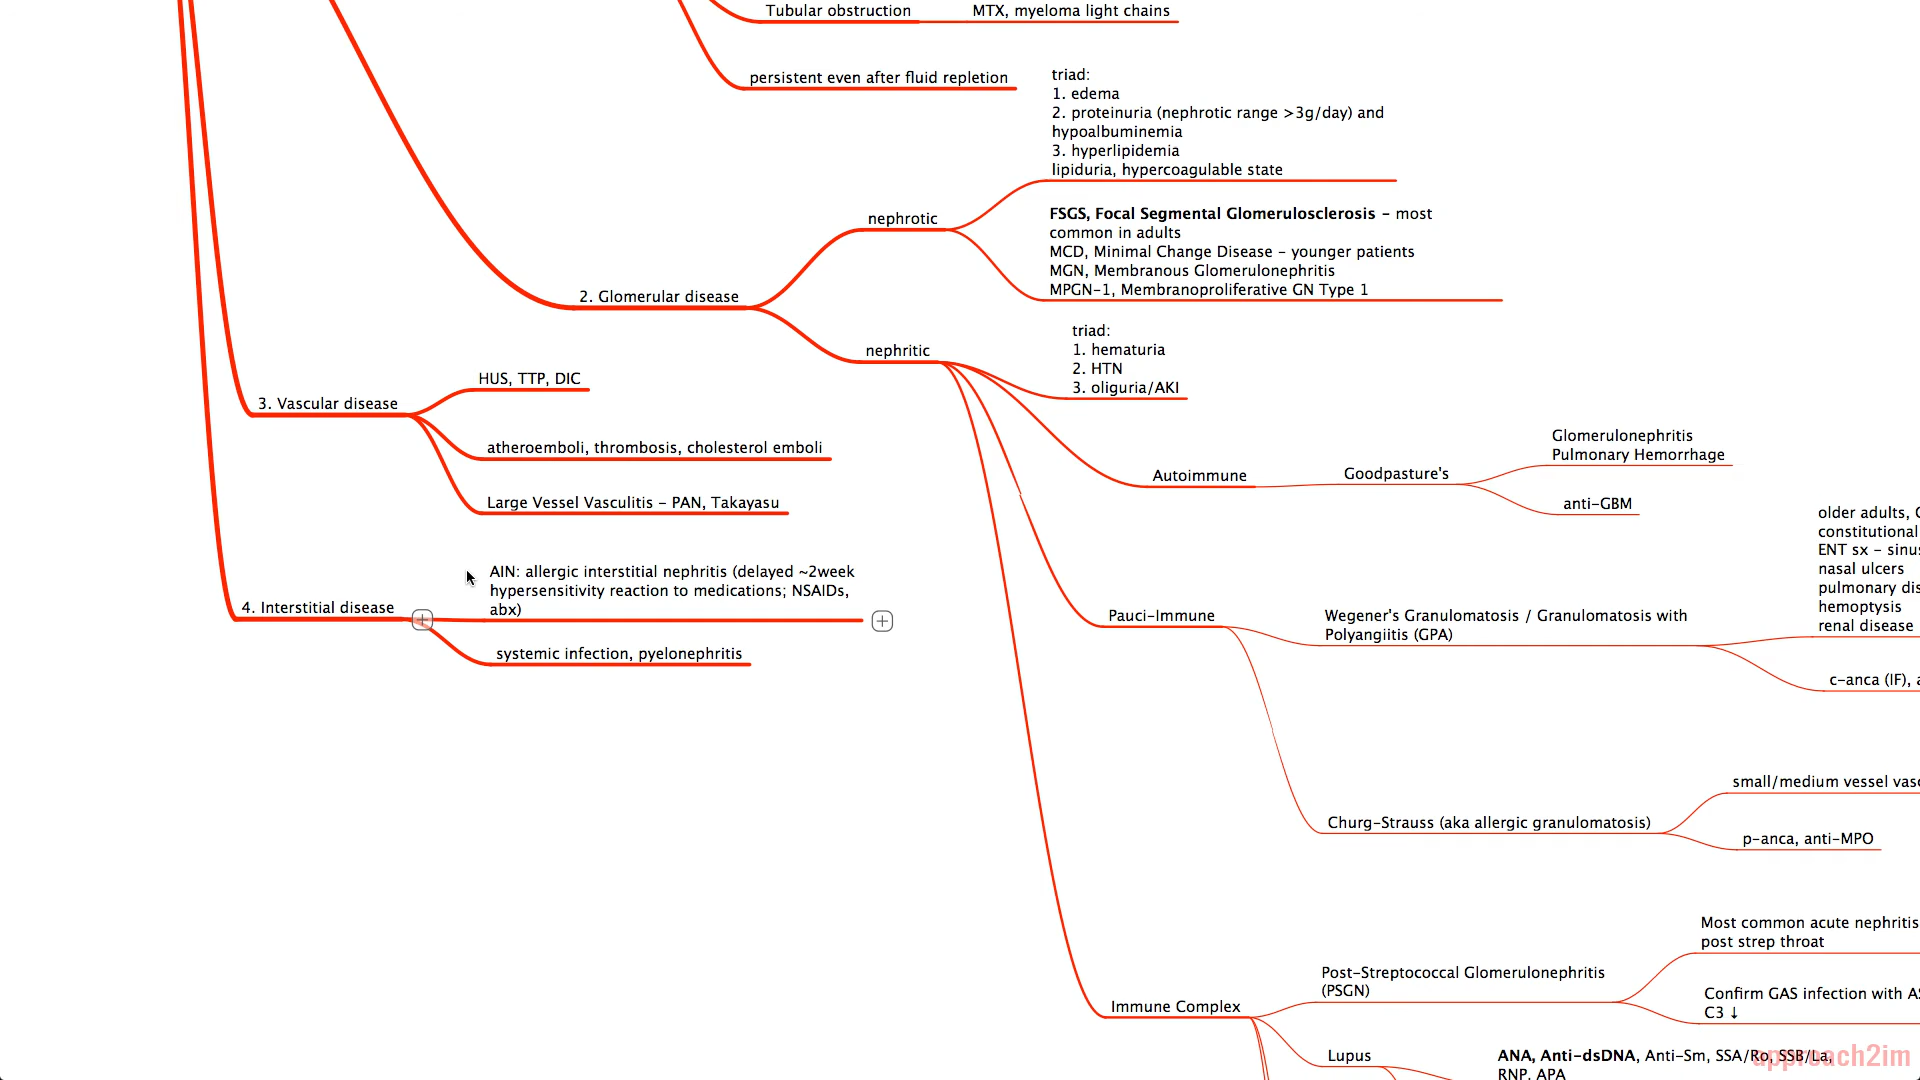 Tubular obstruction
MTX, myeloma light chains
persistent even after fluid repletion
triad:
1. edema
2. proteinuria (nephrotic range >3g/day) and
hypoalbuminemia
3. hyperlipidemia
lipiduria, hypercoagulable state
nephrotic
FSGS, Focal Segmental Glomerulosclerosis – most
common in adults
MCD, Minimal Change Disease – younger patients
MGN, Membranous Glomerulonephritis
MPGN-1, Membranoproliferative GN Type 1
2. Glomerular disease
nephritic
triad:
1. hematuria
2. HTN
3. oliguria/AKI
HUS, TTP, DIC
3. Vascular disease
atheroemboli, thrombosis, cholesterol emboli
Large Vessel Vasculitis – PAN, Takayasu
Autoimmune
Goodpasture's
Glomerulonephritis
Pulmonary Hemorrhage
anti-GBM
AIN: allergic interstitial nephritis (delayed ~2week
hypersensitivity reaction to medications; NSAIDs,
abx)
4. Interstitial disease
systemic infection, pyelonephritis
Pauci-Immune
Wegener's Granulomatosis / Granulomatosis with
Polyangiitis (GPA)
older adults,
constitutional
ENT sx –
nasal ulcers
pulmonary
hemoptysis
renal disease
c-anca (IF),
Churg-Strauss (aka allergic granulomatosis)
small/medium vessel
p-anca, anti-MPO
Immune Complex
Post-Streptococcal Glomerulonephritis
(PSGN)
Most common acute nephritis
post strep throat
Confirm GAS infection with
C3 ↓
Lupus
ANA, Anti-dsDNA, Anti-Sm, SSA/Ro, SSB/La,
RNP, APA
approach2im